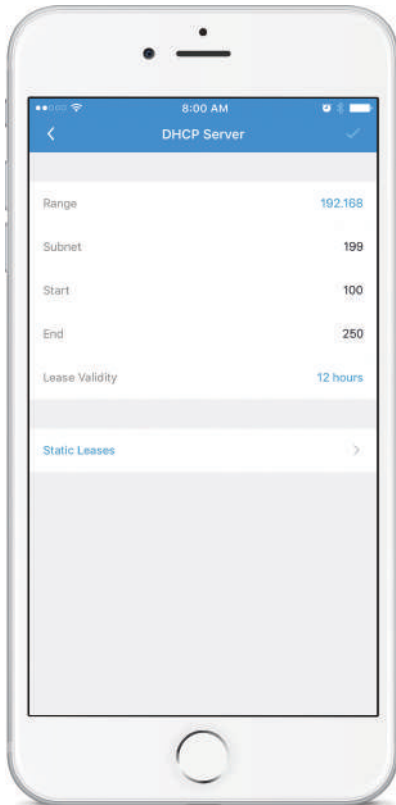 8:00 AM
DHCP Server
Range 192.168
Subnet 199
Start 100
End 250
Lease Validity 12 hours
Static Leases